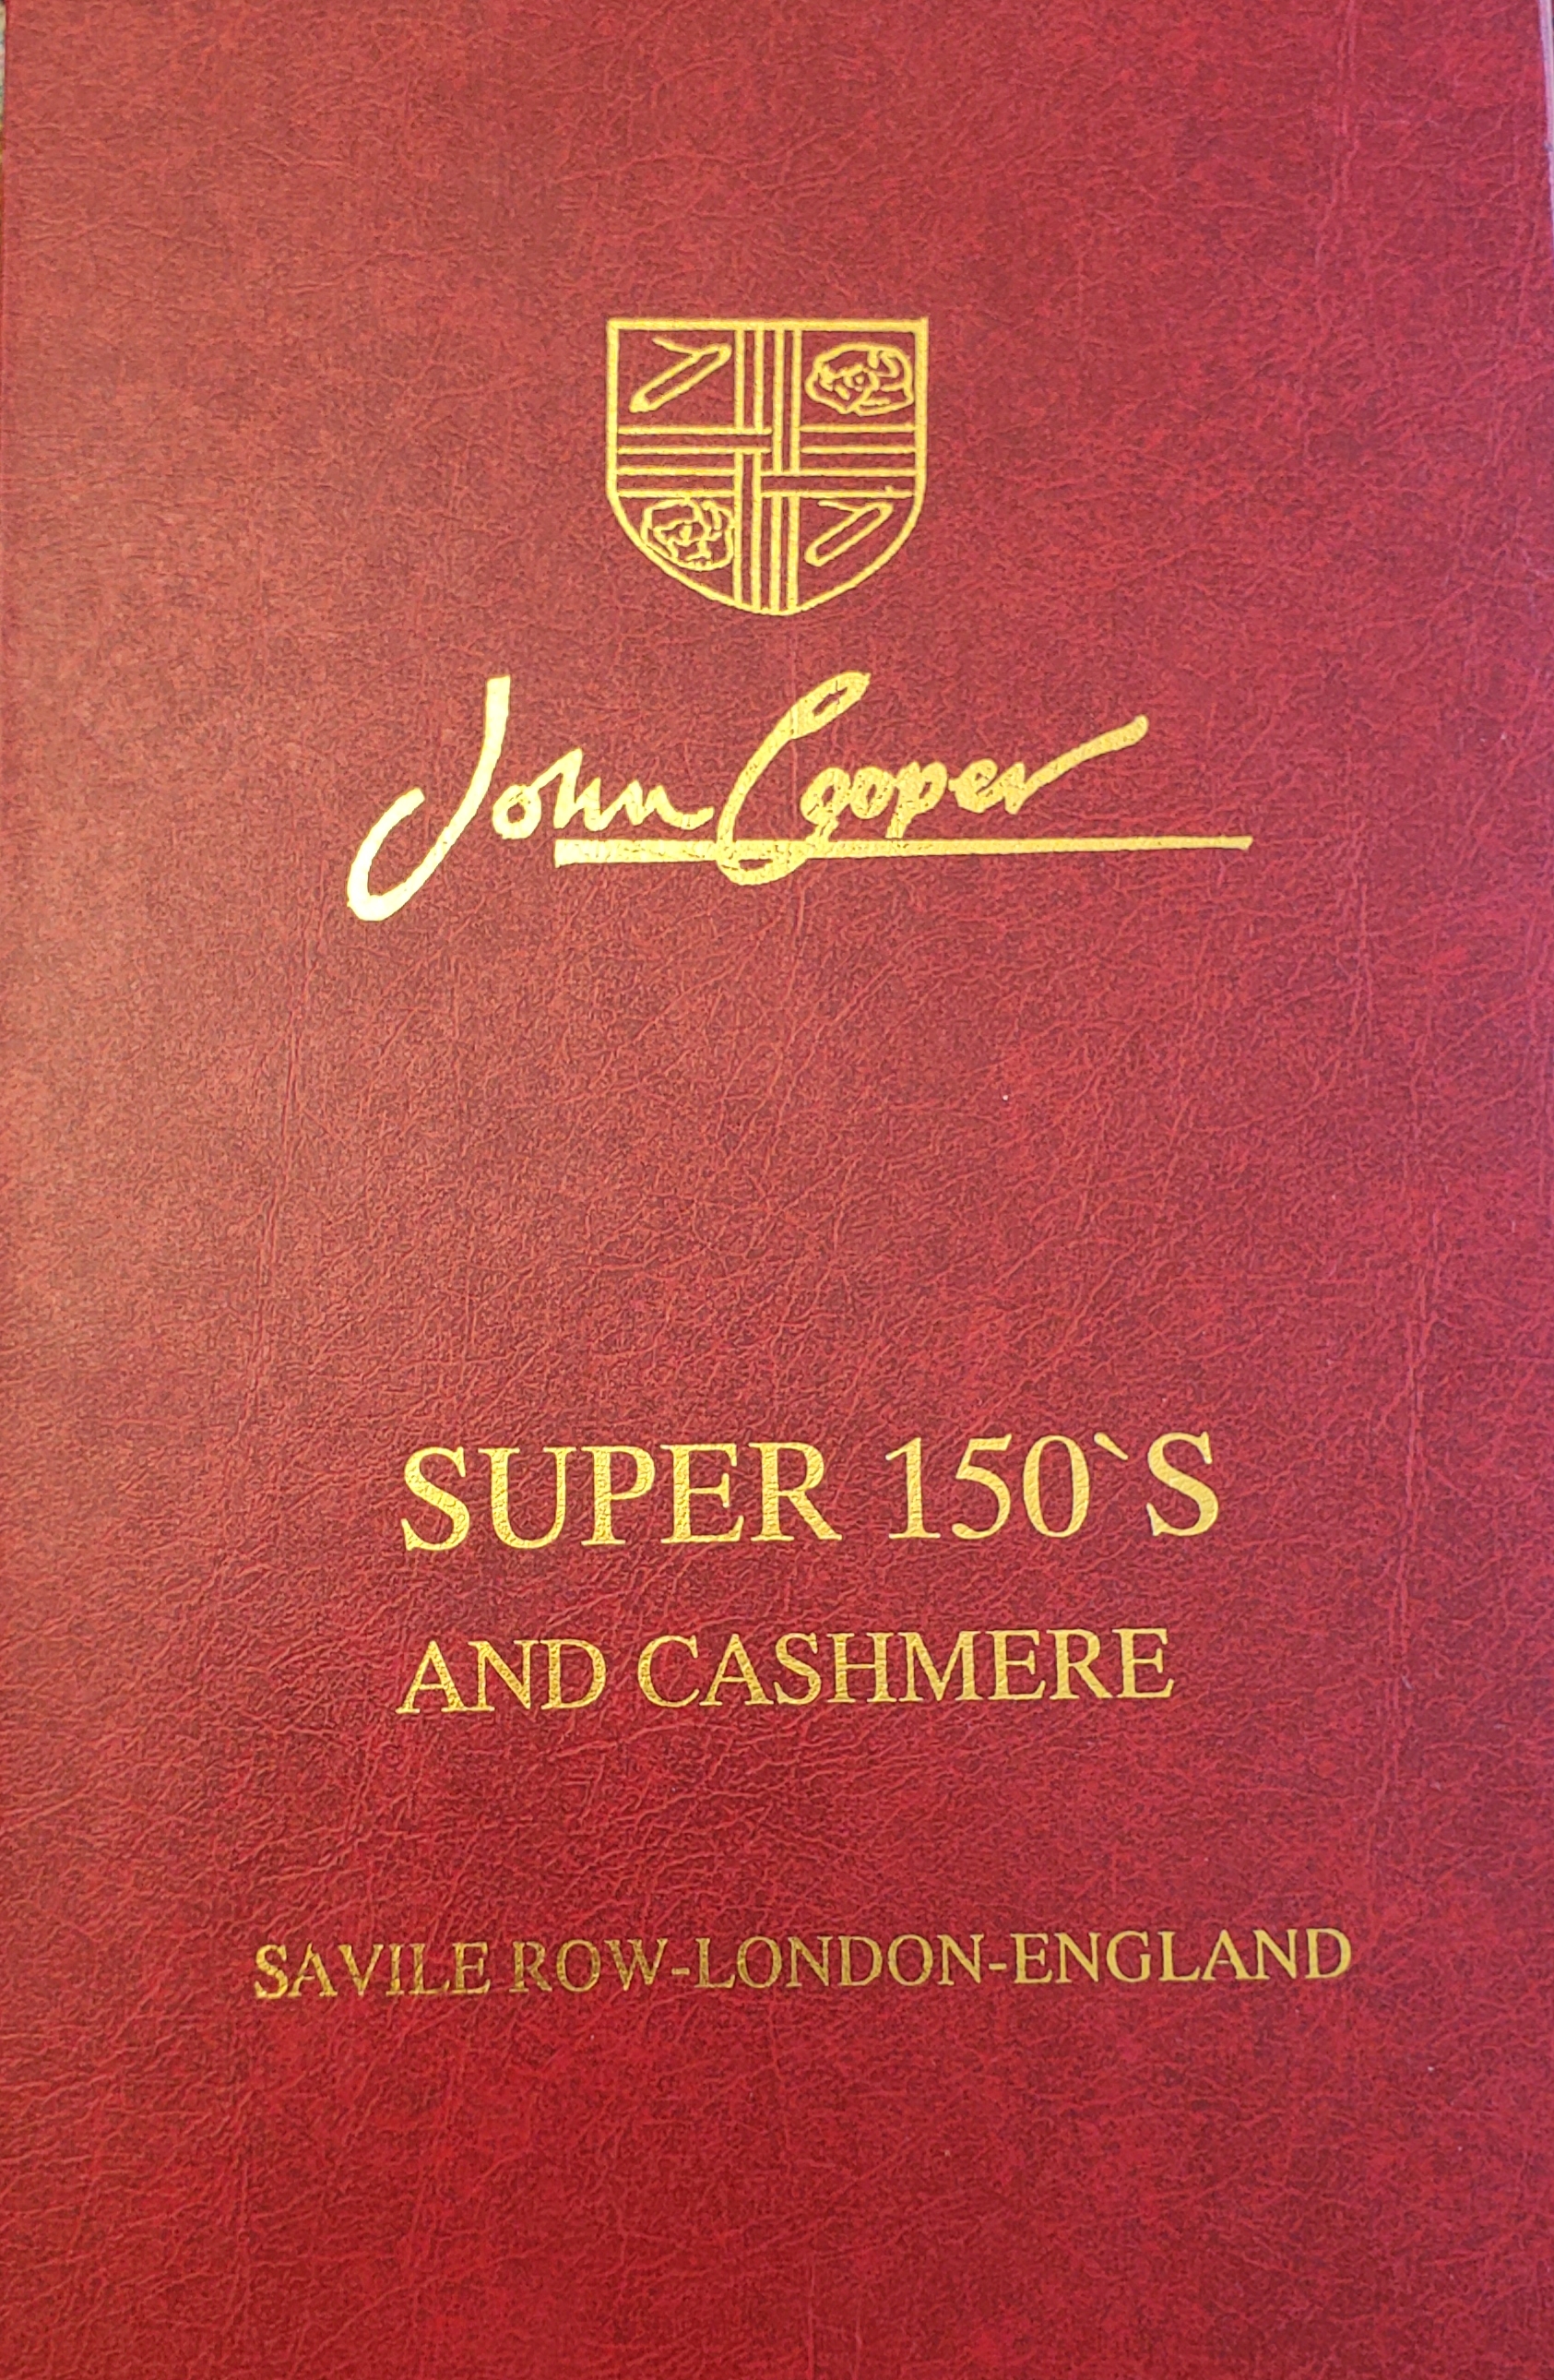 John Cooper
SUPER 150`S
AND CASHMERE
SAVILE ROW-LONDON-ENGLAND